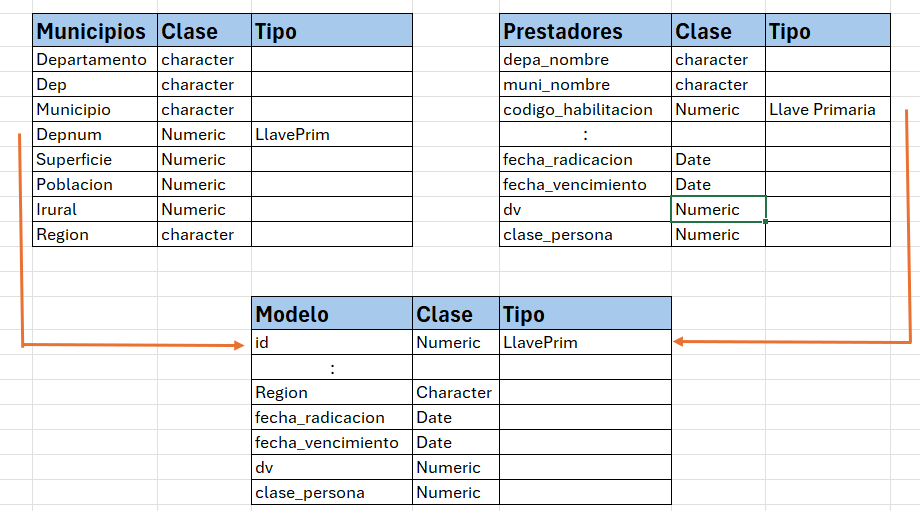 Municipios Clase Tipo
Departamento character
Dep character
Municipio character
Depnum Numeric LlavePrim
Superficie Numeric
Poblacion Numeric
Irural Numeric
Region character
Prestadores Clase Tipo
depa_nombre character
muni_nombre character
codigo_habilitacion Numeric Llave Primaria
:
fecha_radicacion Date
fecha_vencimiento Date
dv Numeric
clase_persona Numeric
Modelo Clase Tipo
id Numeric LlavePrim
:
Region Character
fecha_radicacion Date
fecha_vencimiento Date
dv Numeric
clase_persona Numeric